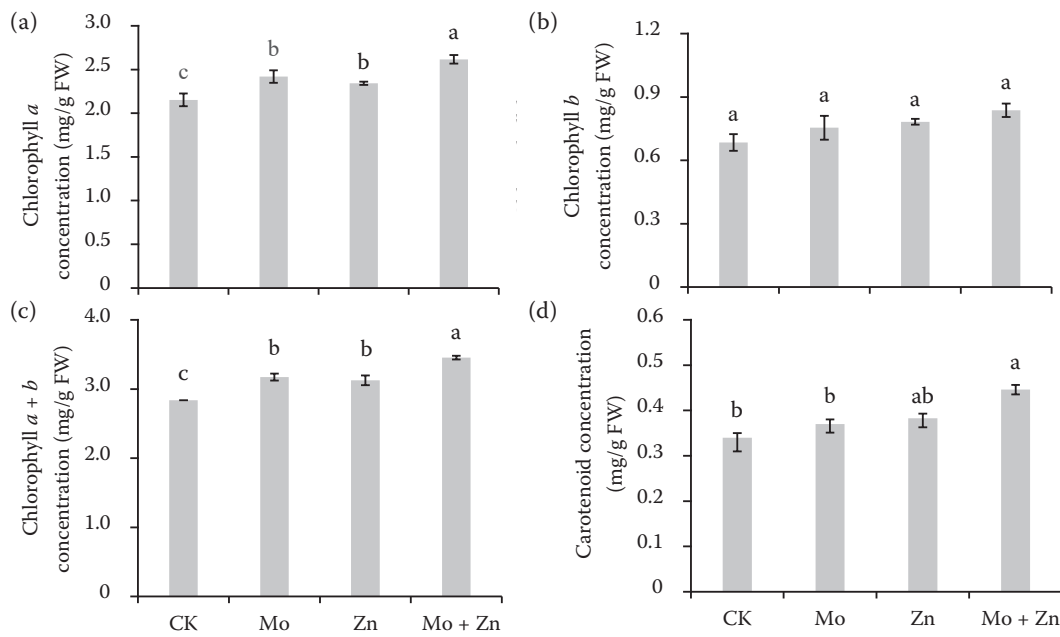 (a)
Chlorophyll a
concentration (mg/g FW)
3.0
2.5
2.0
2.5
1.0
0.5
0
c
b
b
a
(b)
Chlorophyll b
concentration (mg/g FW)
1.2
0.9
0.6
0.3
0
a
a
a
a
(c)
Chlorophyll a + b
concentration (mg/g FW)
4.0
3.0
2.0
1.0
0
c
b
b
a
CK
Mo
Zn
Mo + Zn
(d)
Carotenoid concentration
(mg/g FW)
0.6
0.5
0.4
0.3
0.2
0.1
0
b
b
ab
a
CK
Mo
Zn
Mo + Zn